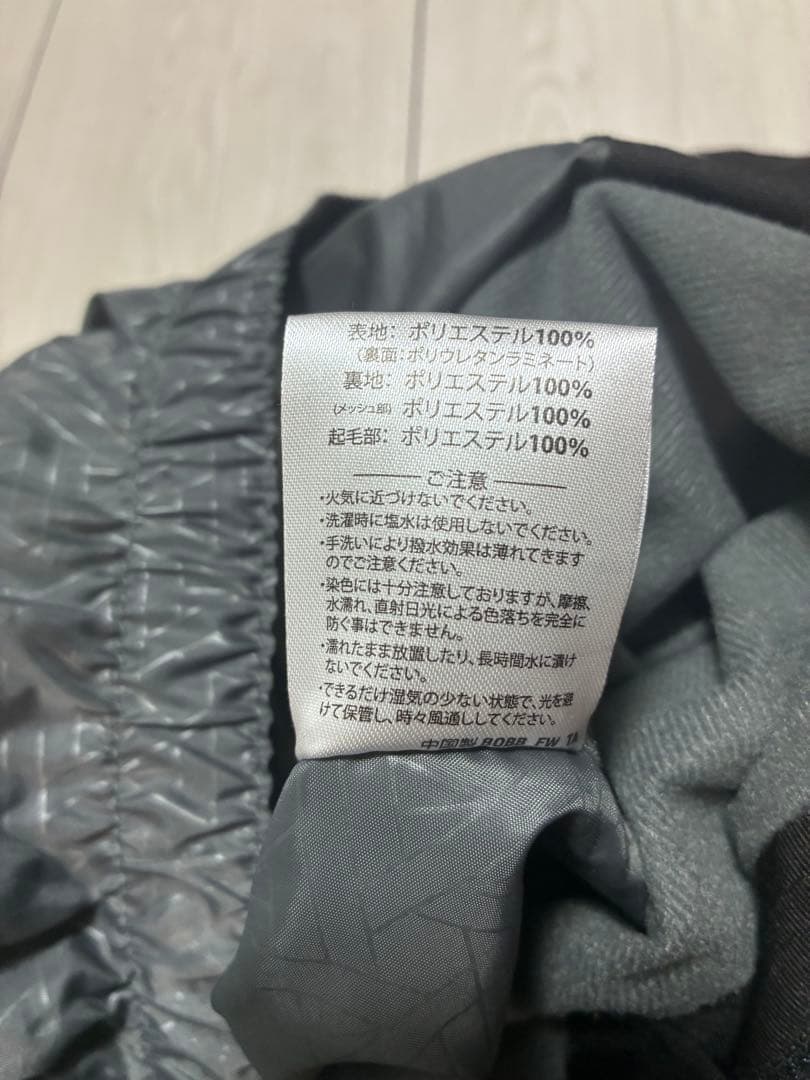 表地: ポリエステル100%
(裏面:ポリウレタンラミネート)
裏地: ポリエステル100%
(メッシュ部) ポリエステル100%
起毛部: ポリエステル100%
ご注意
・火気に近づけないでください。
・洗濯時に塩水は使用しないでください。
・手洗いにより撥水効果は薄れてきます
のでご注意ください。
・染色には十分注意しておりますが、摩擦、
水濡れ、直射日光による色落ちを完全に
防ぐ事はできません。
・濡れたまま放置したり、長時間水に漬け
ないでください。
・できるだけ湿気の少ない状態で、光を避
けて保管し、時々風通ししてください。
中国製 BOBB FW